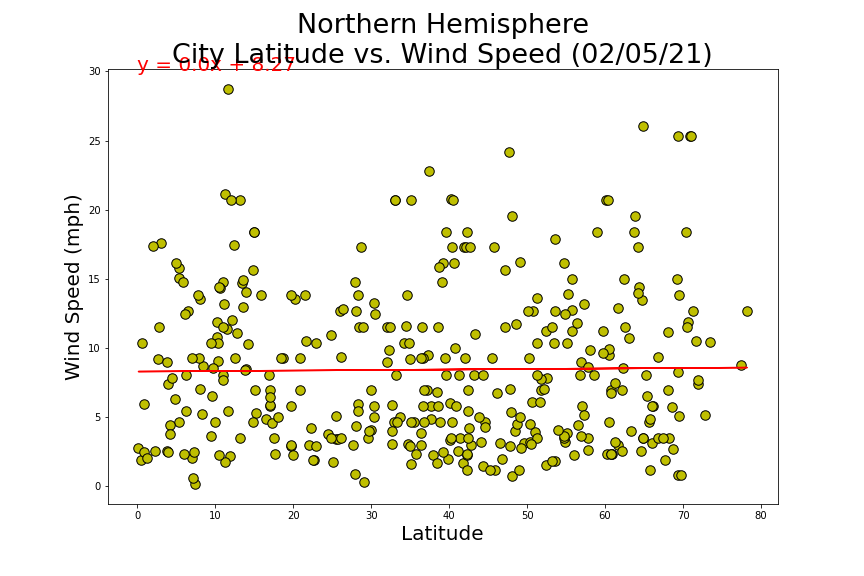 Northern Hemisphere
City Latitude vs. Wind Speed (02/05/21)
y = 0.0x + 8.27
30
25
20
15
10
5
0
Wind Speed (mph)
0 10 20 30 40 50 60 70 80
Latitude